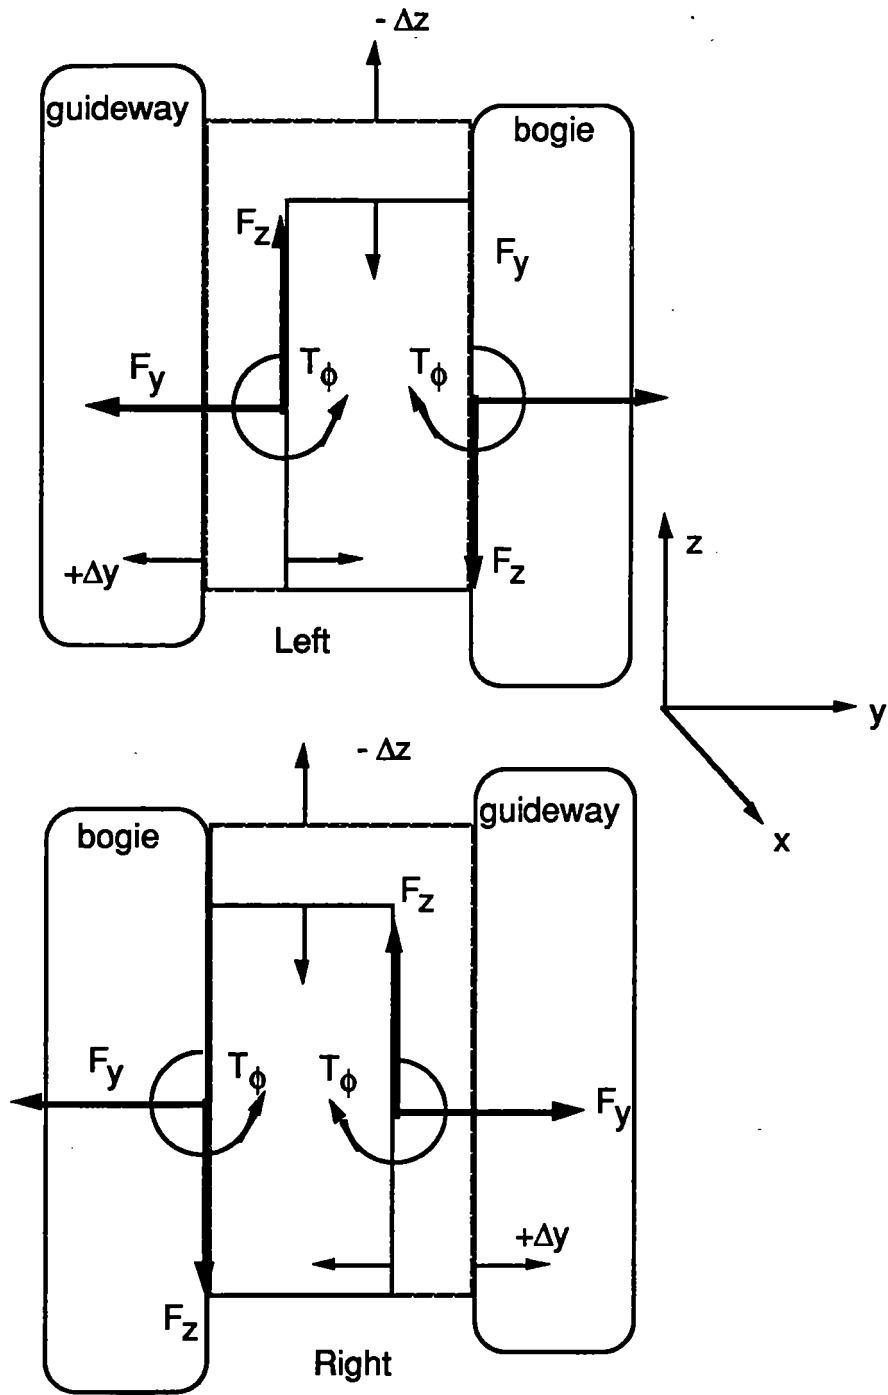 - Δz
guideway
bogie
F_z
F_y
F_y
T_ϕ
T_ϕ
+Δy
F_z
z
Left
y
- Δz
guideway
bogie
x
F_z
F_y
T_ϕ
T_ϕ
F_y
+Δy
F_z
Right